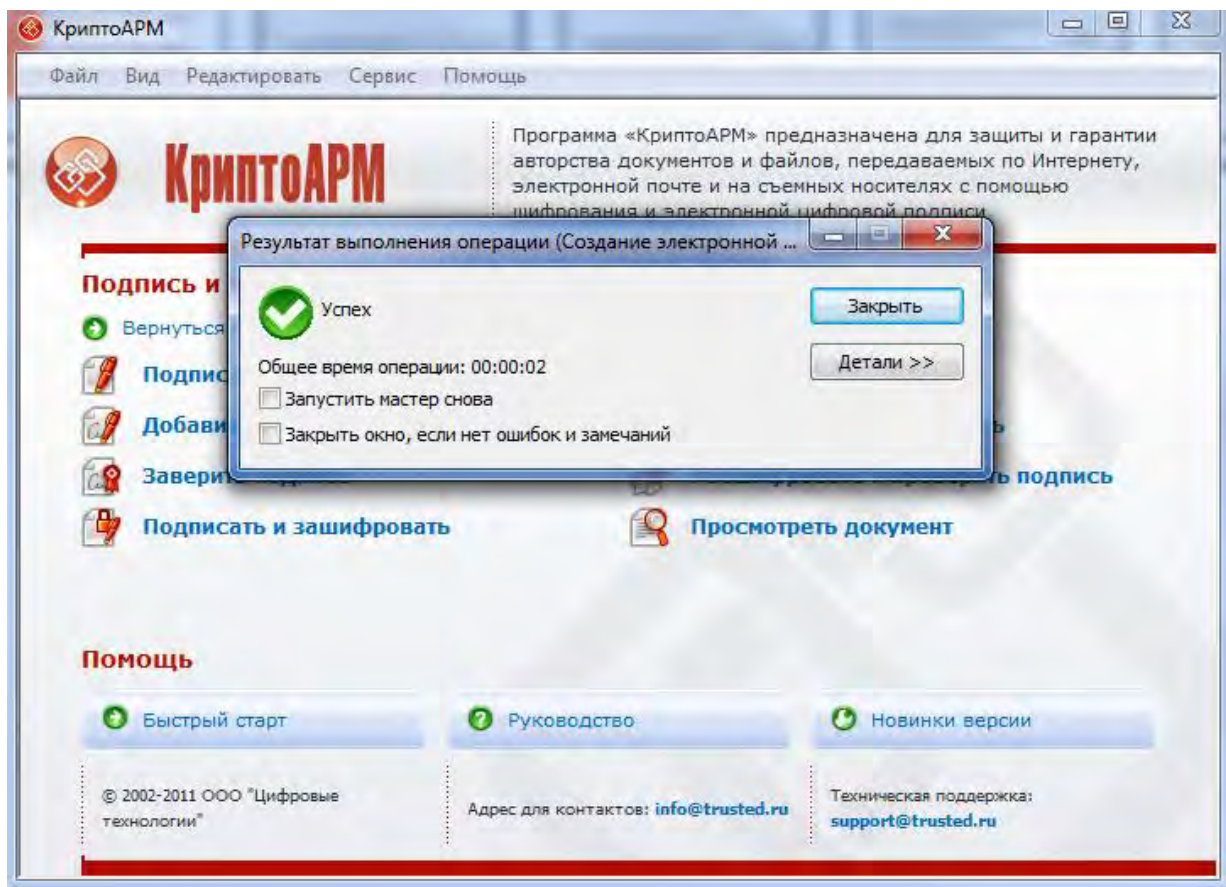 КриптоАРМ
Файл Вид Редактировать Сервис Помощь
КриптоАРМ
Программа «КриптоАРМ» предназначена для защиты и гарантии
авторства документов и файлов, передаваемых по Интернету,
электронной почте и на съемных носителях с помощью
шифрования и электронной цифровой подписи
Результат выполнения операции (Создание электронной ...
Успех
Закрыть
Общее время операции: 00:00:02
Детали >>
Запустить мастер снова
Закрыть окно, если нет ошибок и замечаний
Подпись и
Вернуться
Подписать и зашифровать
подпись
Просмотреть документ
Помощь
Быстрый старт
Руководство
Новинки версии
© 2002-2011 ООО "Цифровые
технологии"
Адрес для контактов: info@trusted.ru
Техническая поддержка:
support@trusted.ru